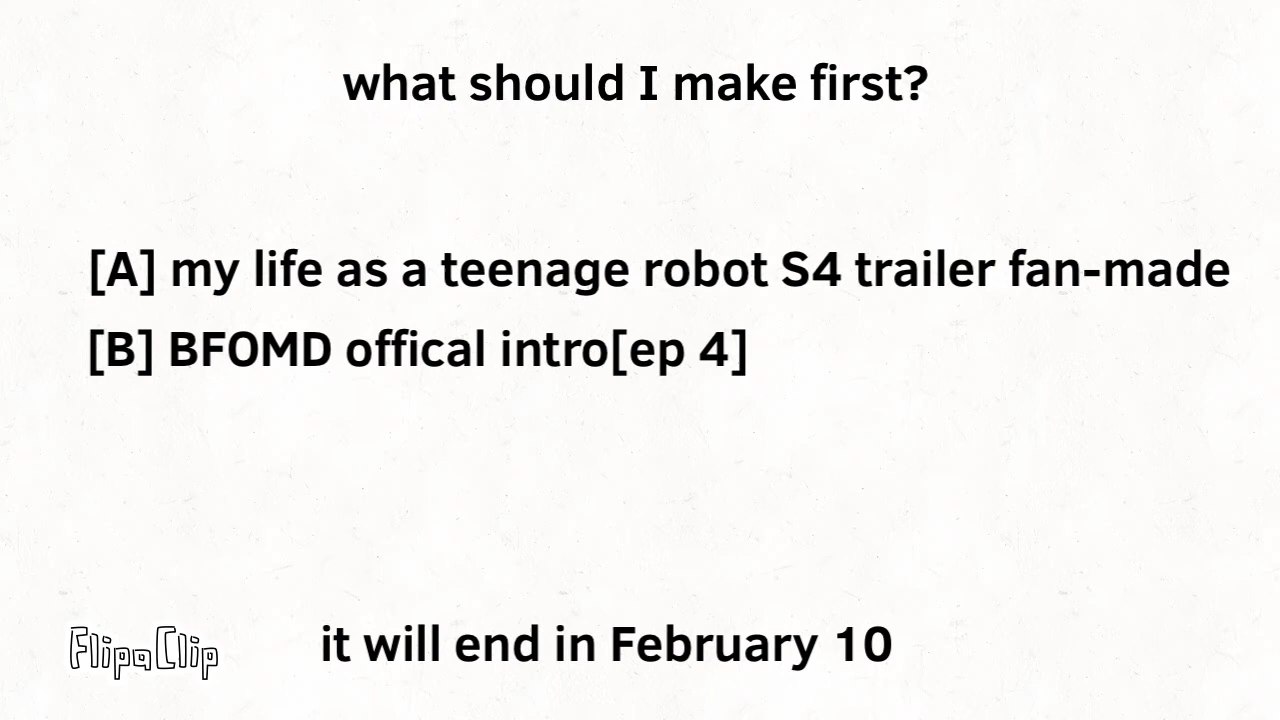 what should I make first?
[A] my life as a teenage robot S4 trailer fan-made
[B] BFOMD offical intro[ep 4]
it will end in February 10
FlipaClip